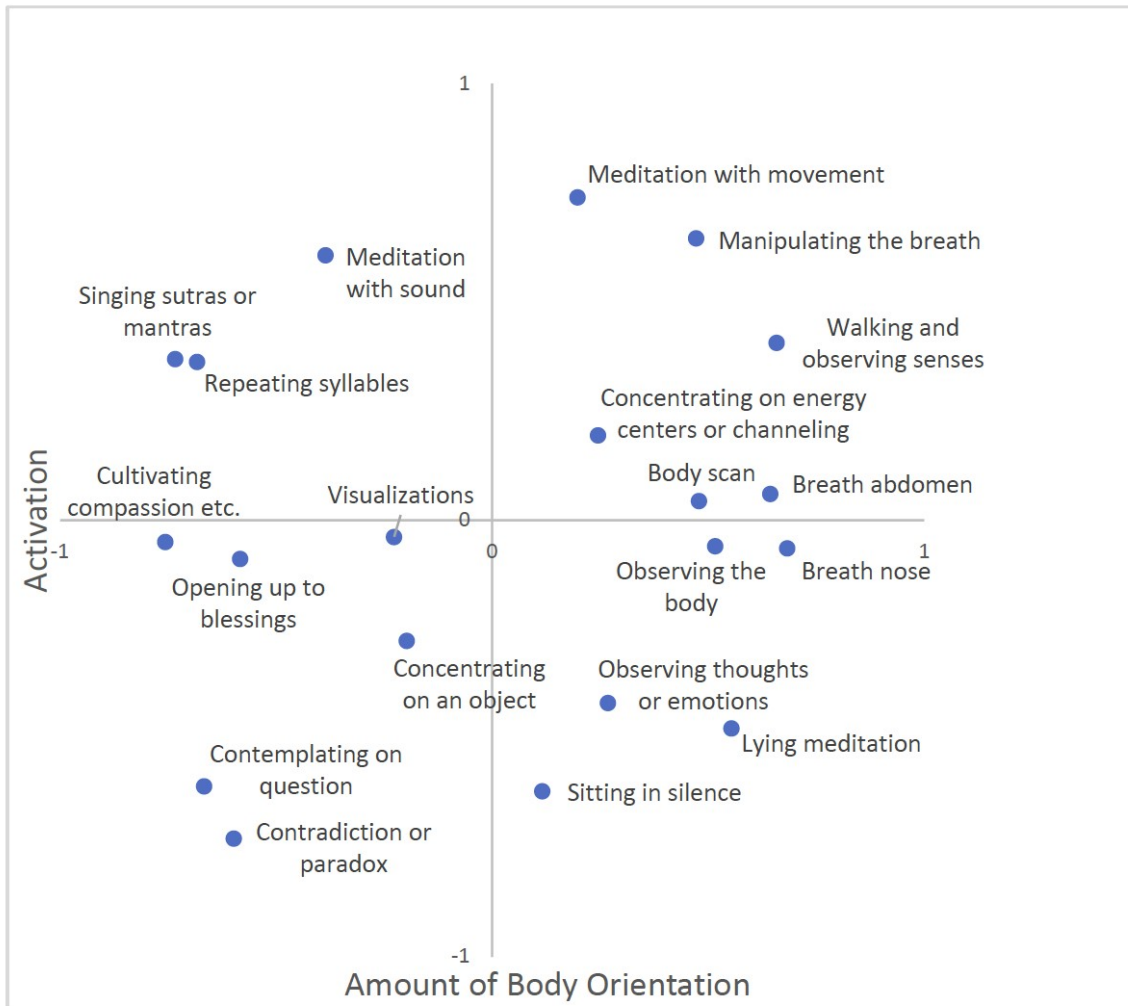 1
Meditation with movement
Manipulating the breath
Meditation
with sound
Singing sutras or
mantras
Repeating syllables
Walking and
observing senses
Concentrating on energy
centers or channeling
Body scan
Breath abdomen
Cultivating
compassion etc.
Visualizations
Activation
0
-1
0
1
Opening up to
blessings
Observing the
body
Breath nose
Concentrating
on an object
Observing thoughts
or emotions
Lying meditation
Contemplating on
question
Sitting in silence
Contradiction or
paradox
-1
Amount of Body Orientation